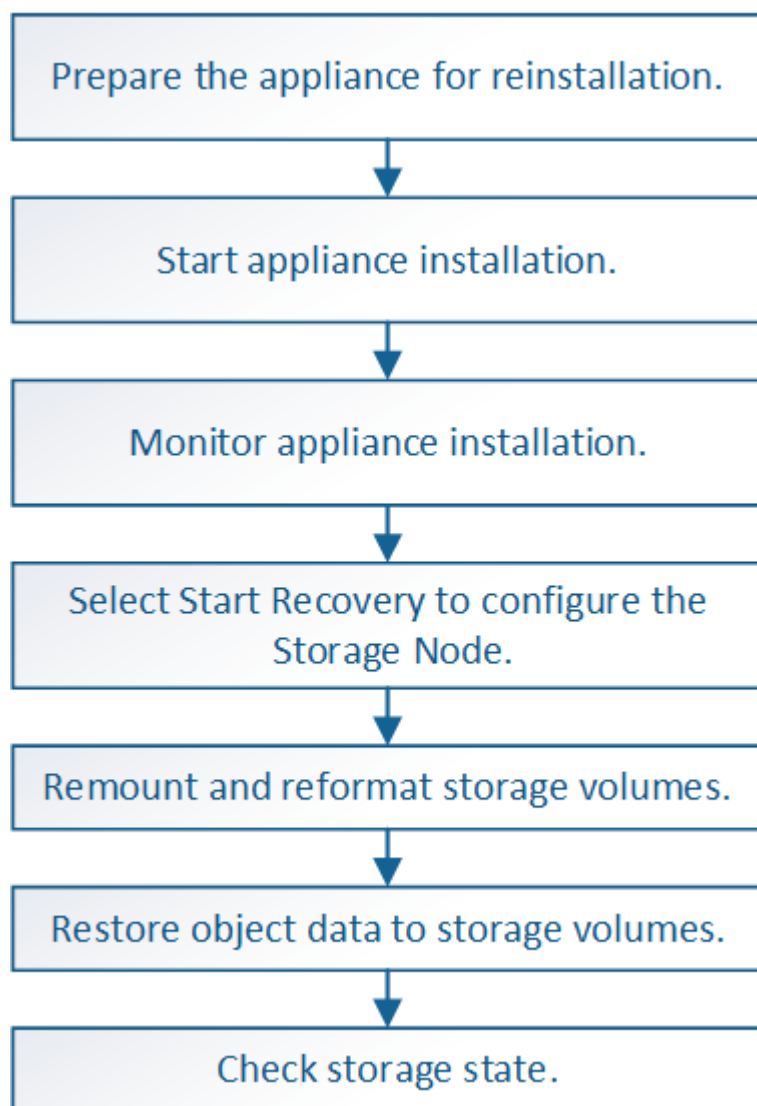 Prepare the appliance for reinstallation.
Start appliance installation.
Monitor appliance installation.
Select Start Recovery to configure the
Storage Node.
Remount and reformat storage volumes.
Restore object data to storage volumes.
Check storage state.